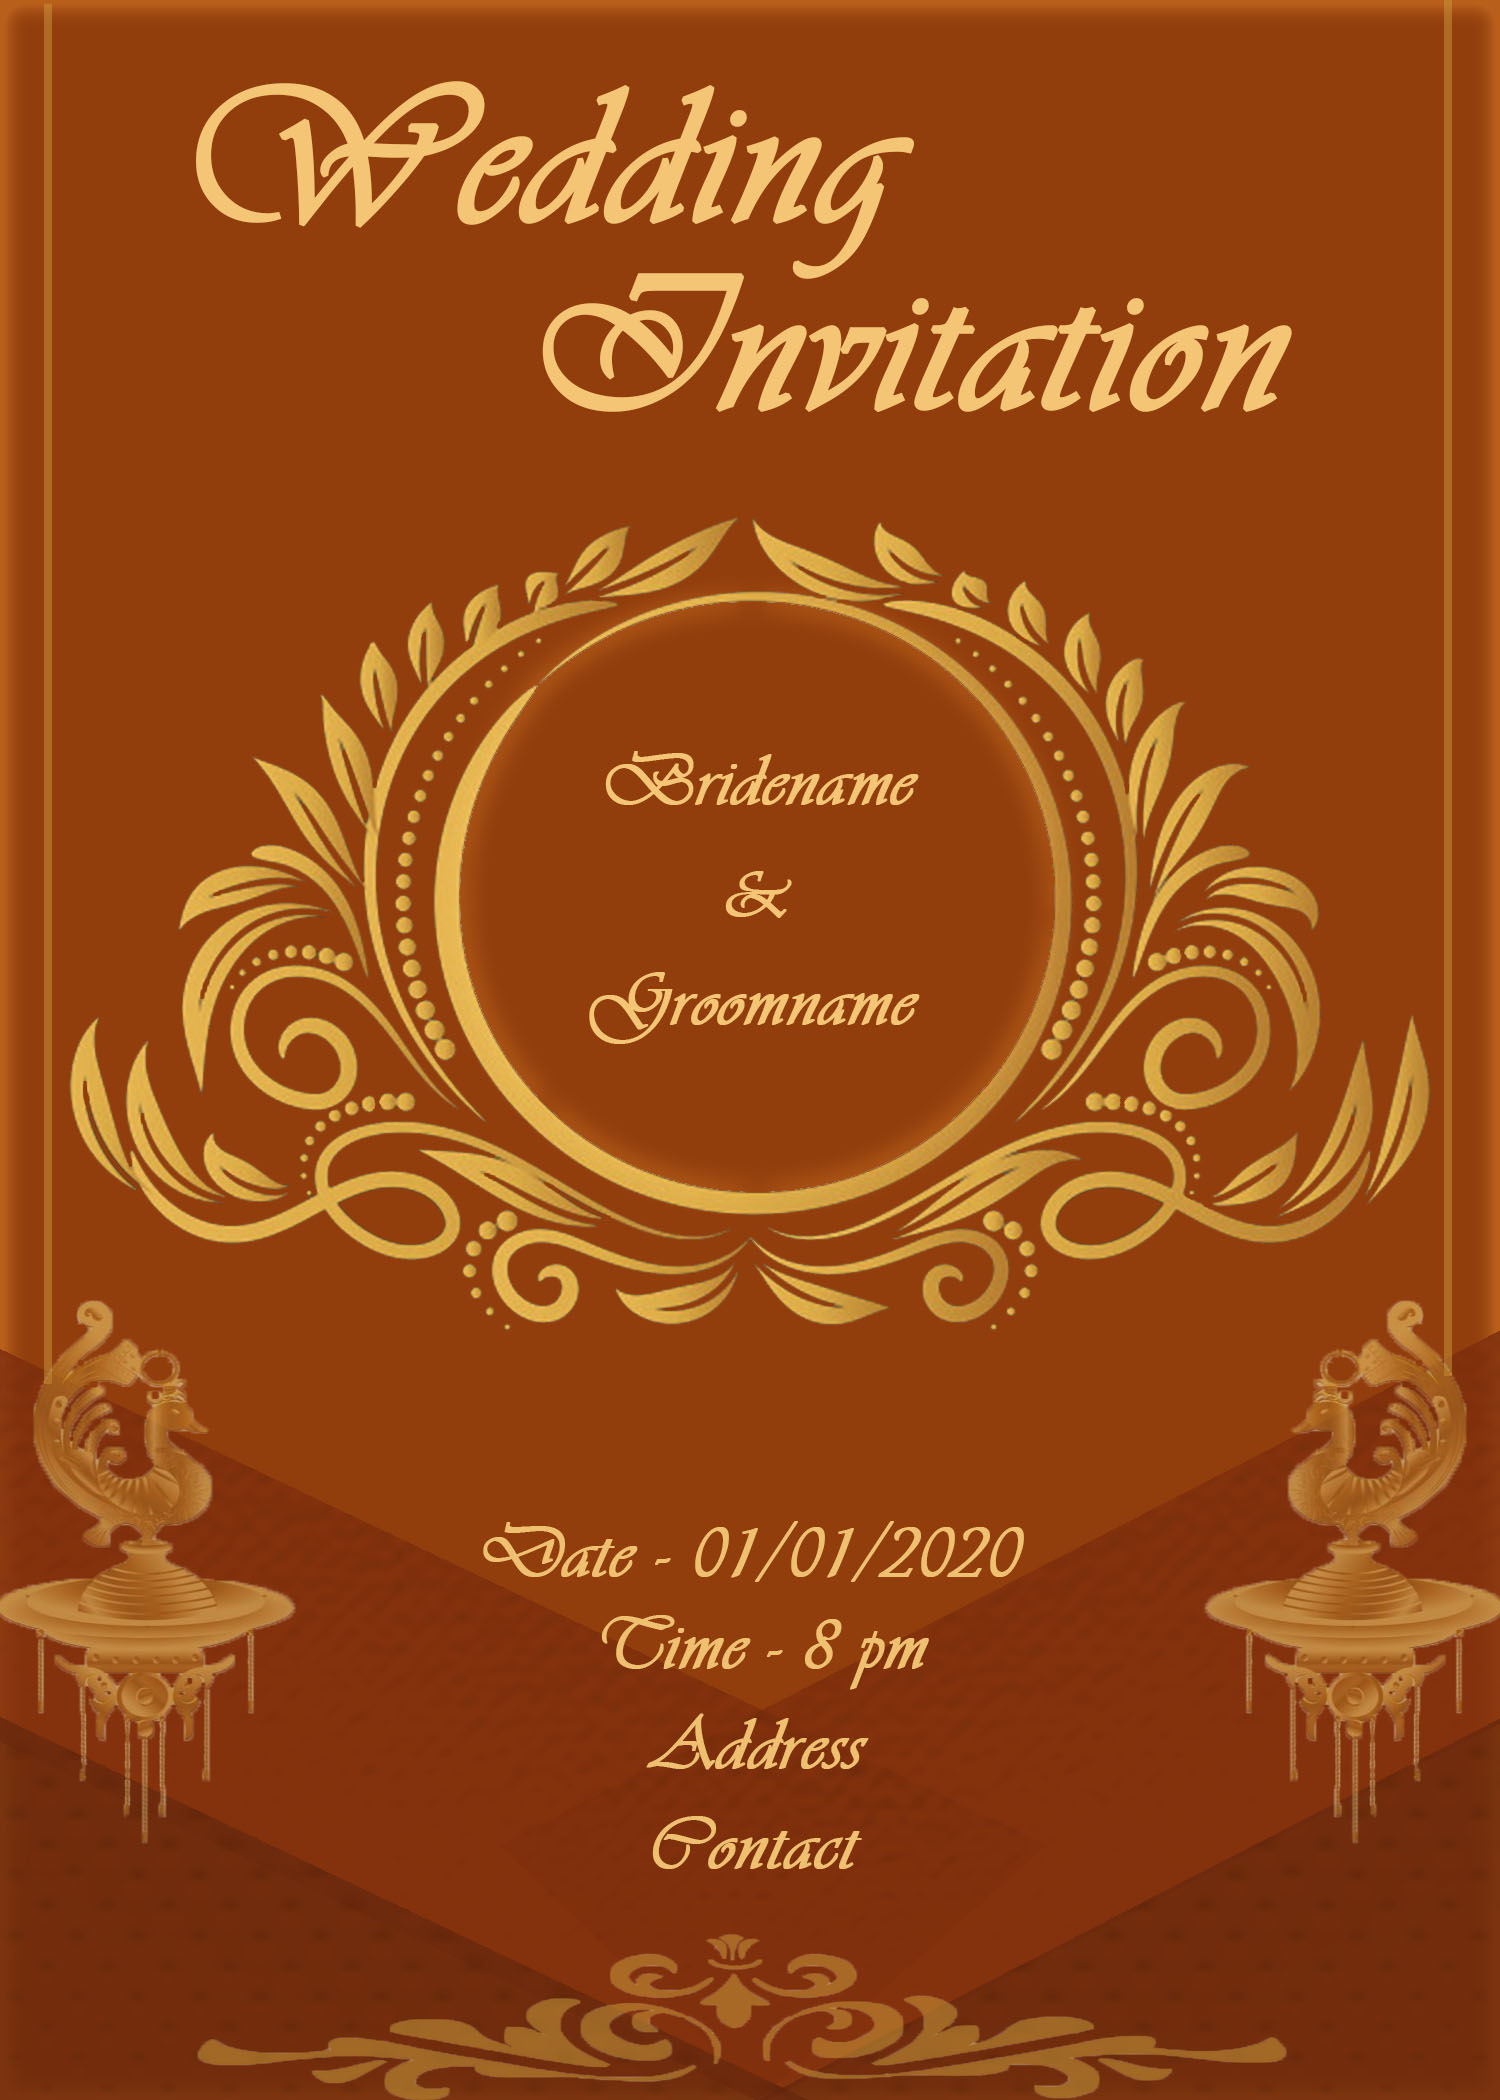 Wedding
Invitation
Bridename
&
Groomname
Date - 01/01/2020
Time - 8 pm
Address
Contact